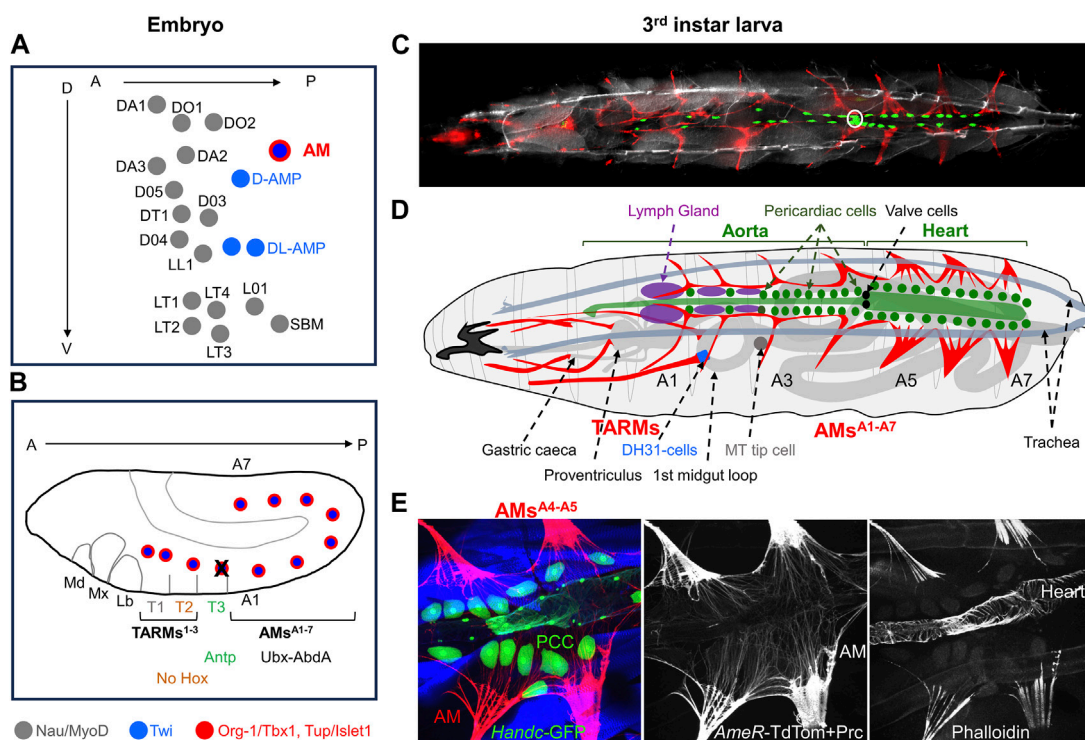 Embryo
3rd instar larva
A
D
A
P
DA1
DO1
DO2
DA2
AM
DA3
D-AMP
D05
D03
DT1
D04
DL-AMP
LL1
LT1
LT4
L01
LT2
SBM
LT3
V
B
A
P
A7
Md
Mx
Lb
T1
T2
T3
A1
TARMs1-3
AMsA1-7
Antp
Ubx-AbdA
No Hox
Nau/MyoD
Twi
Org-1/Tbx1, Tup/Islet1
C
D
Lymph Gland
Pericardiac cells
Valve cells
Aorta
Heart
A1
A3
A5
A7
TARMs
AMsA1-A7
Gastric caeca
DH31-cells
MT tip cell
Trachea
Proventriculus
1st midgut loop
E
AMsA4-A5
PCC
AM
Handc-GFP
AM
AmeR-TdTom+Prc
Heart
Phalloidin